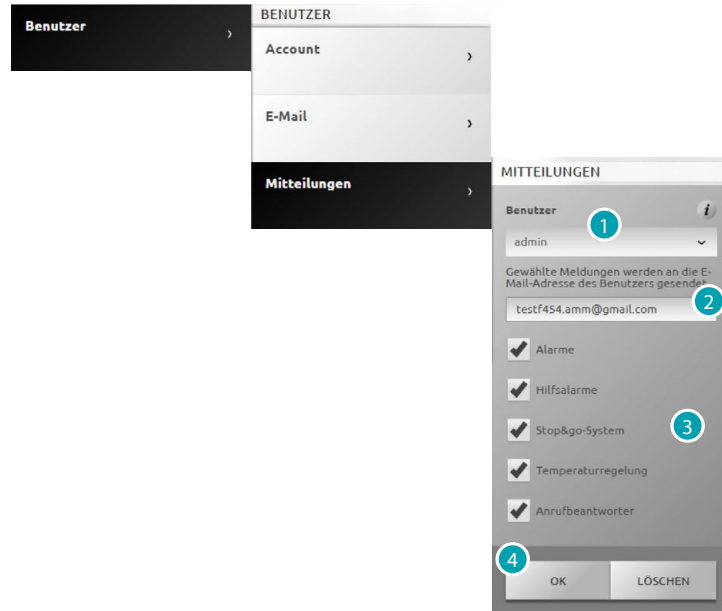 Benutzer
BENUTZER
Account
E-Mail
Mitteilungen
MITTEILUNGEN
Benutzer
i
1
admin
Gewählte Meldungen werden an die E-
Mail-Adresse des Benutzers gesendet
2
testf454.amm@gmail.com
Alarme
Hilfsalarme
Stop&go-System
3
Temperaturregelung
Anrufbeantworter
4
OK
LÖSCHEN